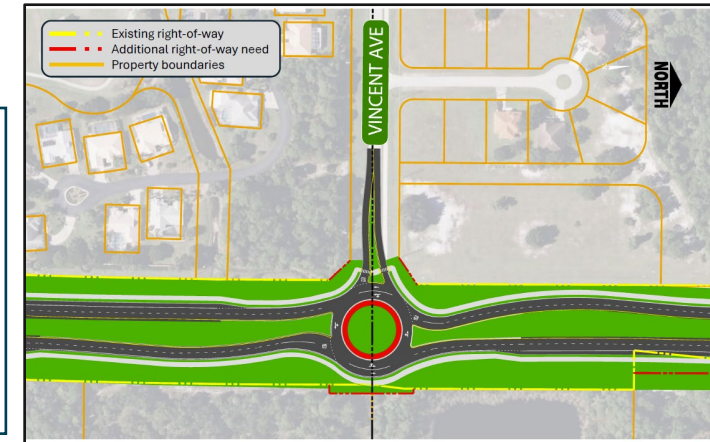 Existing right-of-way
Additional right-of-way need
Property boundaries
VINCENT AVE
NORTH